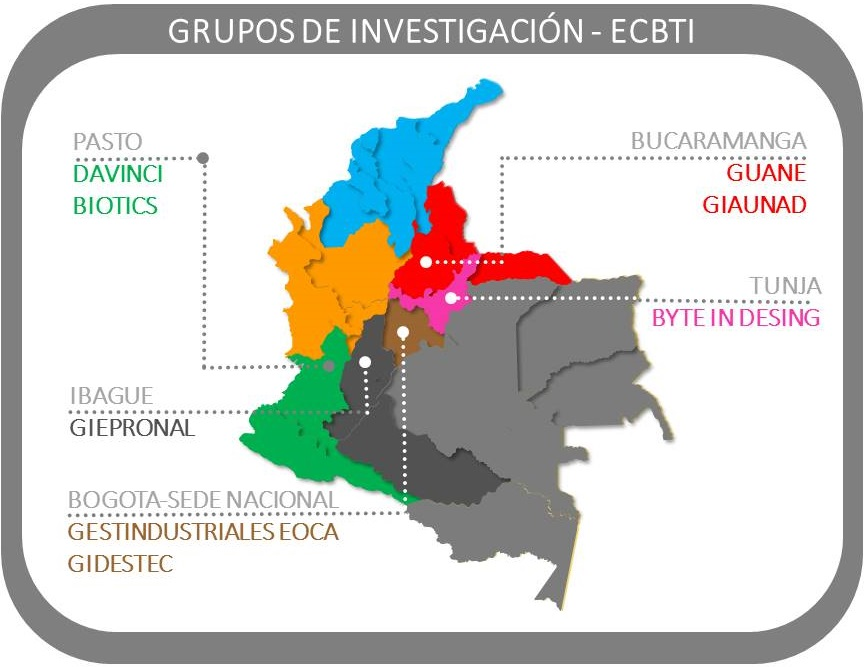 GRUPOS DE INVESTIGACIÓN - ECBTI
PASTO
DAVINCI
BIOTICS
BUCARAMANGA
GUANE
GIAUNAD
TUNJA
BYTE IN DESING
IBAGUE
GIEPRONAL
BOGOTA-SEDE NACIONAL
GESTINDUSTRIALES EOCA
GIDESTEC